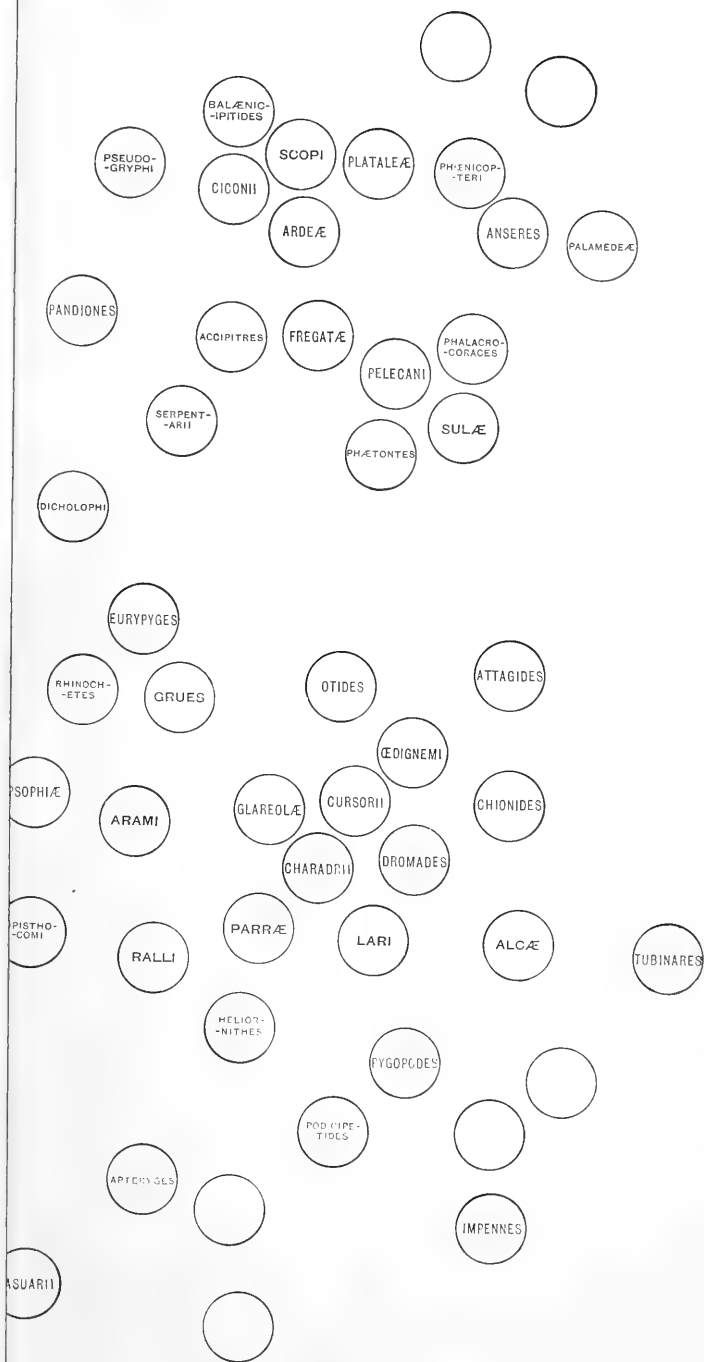 BALÆNIC-
-IPITIDES
SCOPI
PLATALEÆ
PSEUDO-
-GRYPHI
PHŒNICOP-
-TERI
CICONII
ARDEÆ
ANSERES
PALAMEDEÆ
PANDIONES
ACCIPITRES
FREGATÆ
PHALACRO-
CORACES
PELECANI
SERPENT-
-ARII
SULÆ
PHÆTONTES
DICHOLOPHI
EURYPYGES
RHINOCH-
-ETES
GRUES
OTIDES
ATTAGIDES
ŒDIGNEMI
PSOPHIÆ
ARAMI
GLAREOLÆ
CURSORII
CHIONIDES
CHARADRII
DROMADES
PISTHO-
-COMI
RALLI
PARRÆ
LARI
ALCÆ
TUBINARES
HELIOR-
-NITHES
PYGOPODES
PODICIPE-
TIDES
APTERYGES
IMPENNES
ASUARII